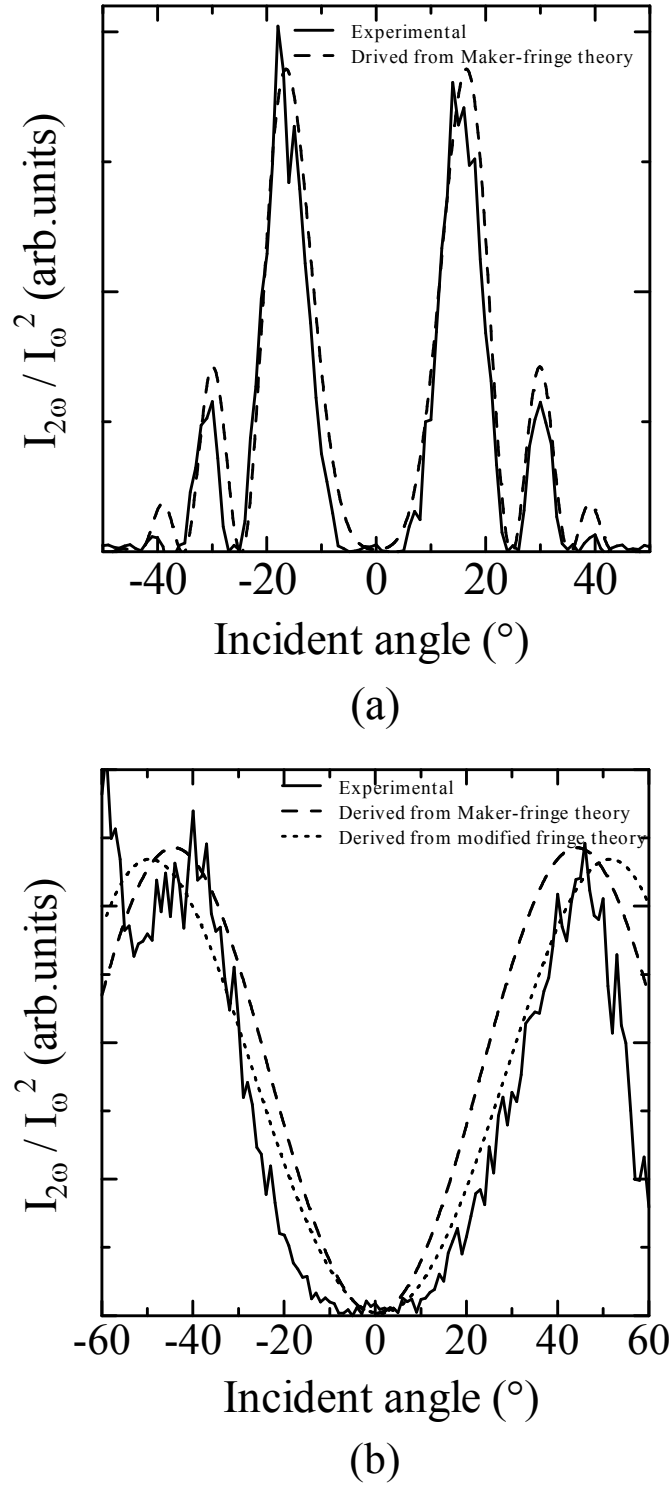 Experimental
Drived from Maker-fringe theory
I2ω / Iω² (arb.units)
-40 -20 0 20 40
Incident angle (°)
(a)
Experimental
Derived from Maker-fringe theory
Derived from modified fringe theory
I2ω / Iω² (arb.units)
-60 -40 -20 0 20 40 60
Incident angle (°)
(b)